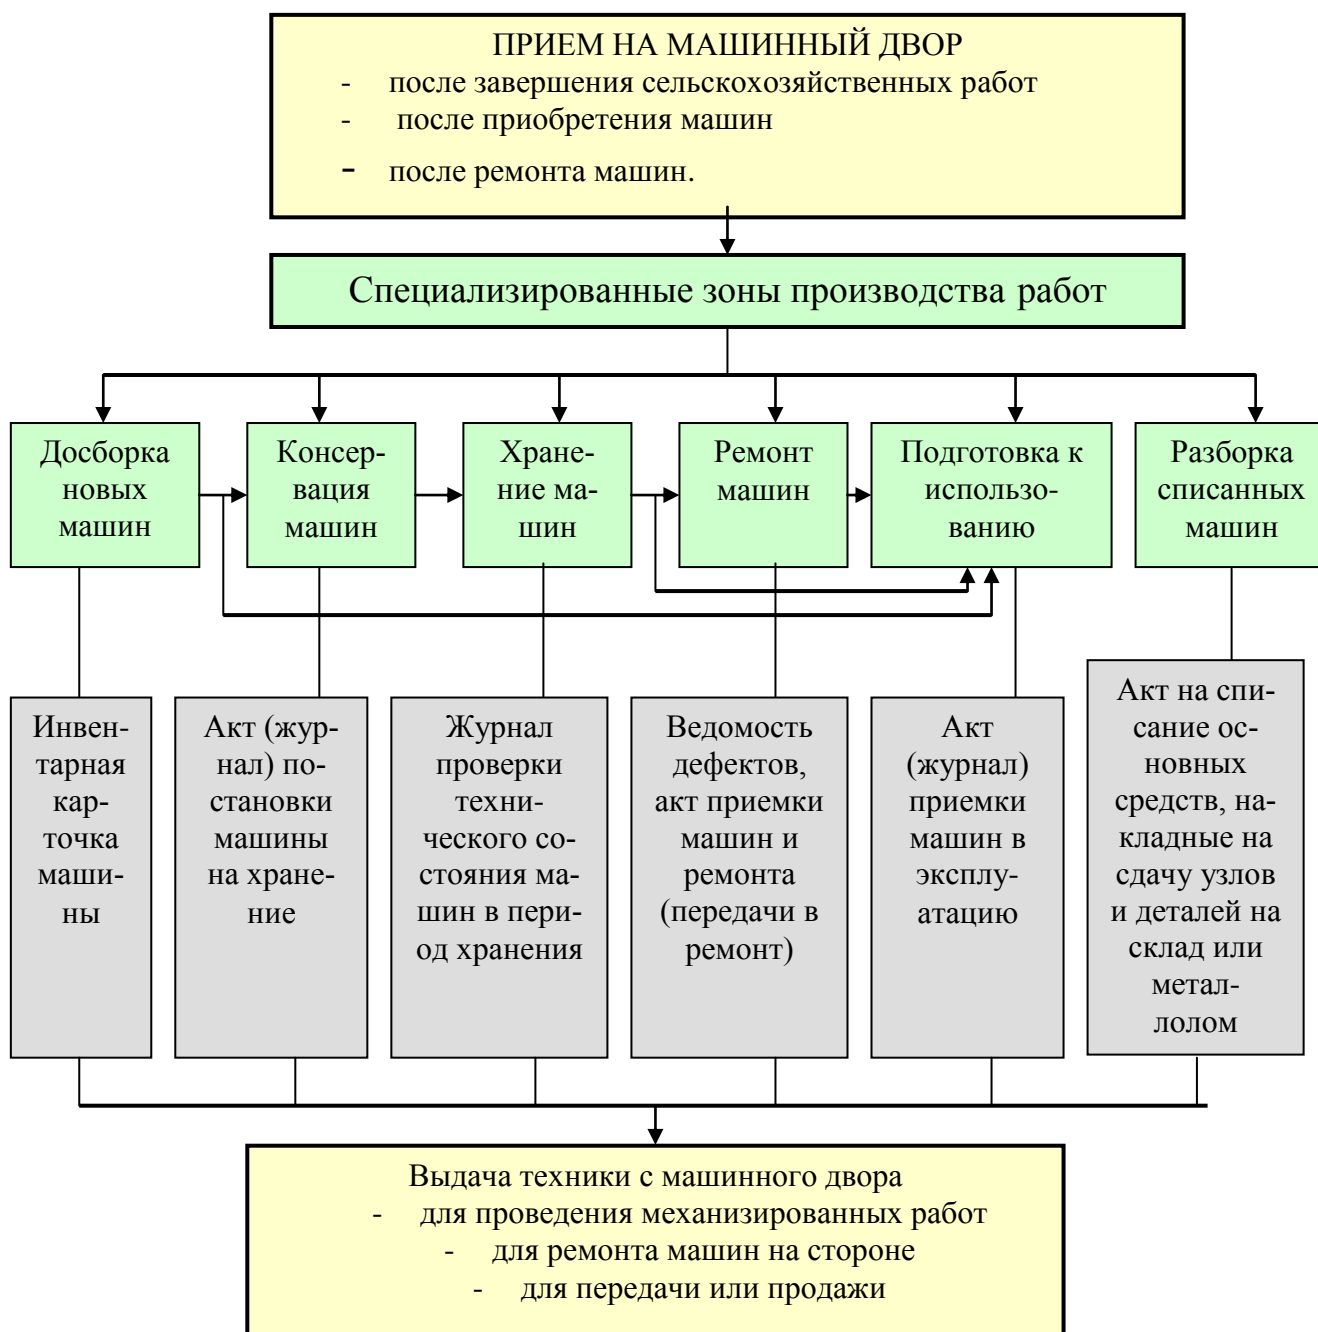 ПРИЕМ НА МАШИННЫЙ ДВОР
- после завершения сельскохозяйственных работ
- после приобретения машин
- после ремонта машин.
Специализированные зоны производства работ
Досборка
новых
машин
Консер-
вация
машин
Хране-
ние ма-
шин
Ремонт
машин
Подготовка к
использо-
ванию
Разборка
списанных
машин
Инвен-
тарная
кар-
точка
маши-
ны
Акт (жур-
нал) по-
становки
машины
на хране-
ние
Журнал
проверки
техни-
ческого со-
стояния ма-
шин в пери-
од хранения
Ведомость
дефектов,
акт приемки
машин и
ремонта
(передачи в
ремонт)
Акт
(журнал)
приемки
машин в
эксплу-
атацию
Акт на спи-
сание ос-
новных
средств, на-
кладные на
сдачу узлов
и деталей на
склад или
метал-
лолом
Выдача техники с машинного двора
- для проведения механизированных работ
- для ремонта машин на стороне
- для передачи или продажи